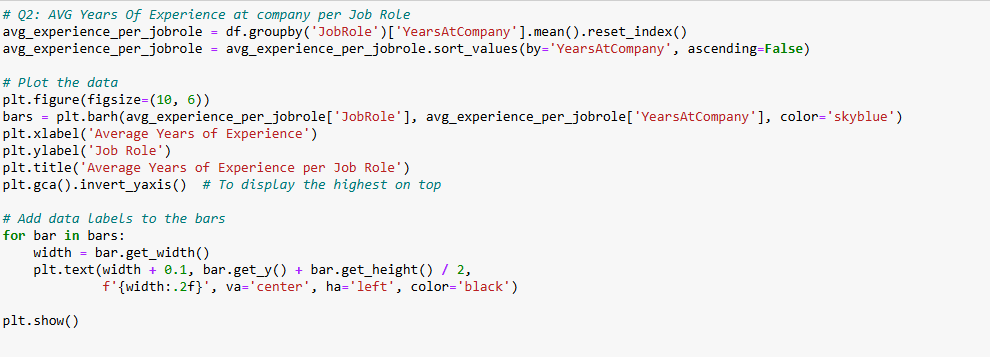 # Q2: AVG Years Of Experience at company per Job Role
avg_experience_per_jobrole = df.groupby('JobRole')['YearsAtCompany'].mean().reset_index()
avg_experience_per_jobrole = avg_experience_per_jobrole.sort_values(by='YearsAtCompany', ascending=False)

# Plot the data
plt.figure(figsize=(10, 6))
bars = plt.barh(avg_experience_per_jobrole['JobRole'], avg_experience_per_jobrole['YearsAtCompany'], color='skyblue')
plt.xlabel('Average Years of Experience')
plt.ylabel('Job Role')
plt.title('Average Years of Experience per Job Role')
plt.gca().invert_yaxis()  # To display the highest on top

# Add data labels to the bars
for bar in bars:
    width = bar.get_width()
    plt.text(width + 0.1, bar.get_y() + bar.get_height() / 2,
             f'{width:.2f}', va='center', ha='left', color='black')

plt.show()